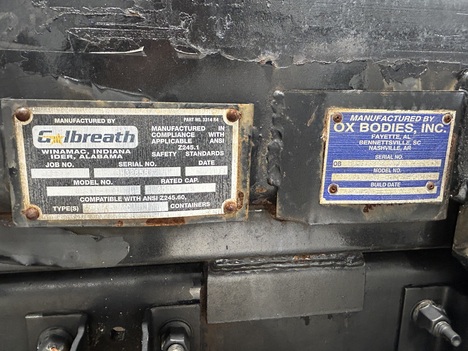 MANUFACTURED BY
PART NO. 2314 64
Galbreath
WINAMAC, INDIANA
IDER, ALABAMA
MANUFACTURED IN
COMPLIANCE WITH
APPLICABLE ANSI
Z245.1
SAFETY STANDARDS
JOB NO. SERIAL NO. DATE
MODEL NO. RATED CAP.
COMPATIBLE WITH ANSI Z245.60,
TYPE(S) CONTAINERS
MANUFACTURED BY
OX BODIES, INC.
FAYETTE, AL
BENNETTSVILLE, SC
NASHVILLE, AR
SERIAL NO.
MODEL NO.
BUILD DATE